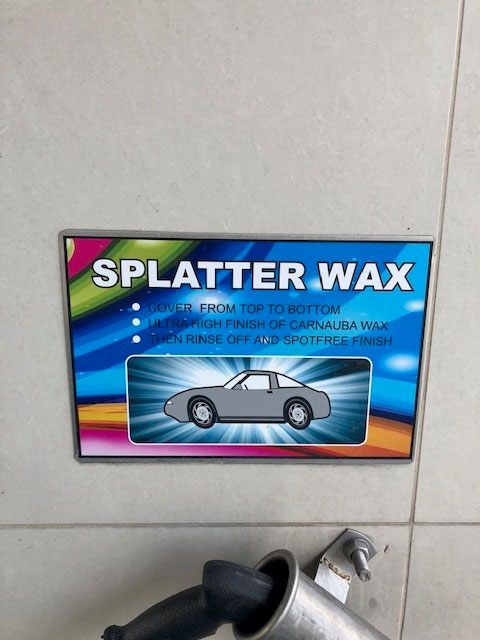 SPLATTER WAX
COVER FROM TOP TO BOTTOM
ULTRA HIGH FINISH OF CARNAUBA WAX
THEN RINSE OFF AND SPOTFREE FINISH